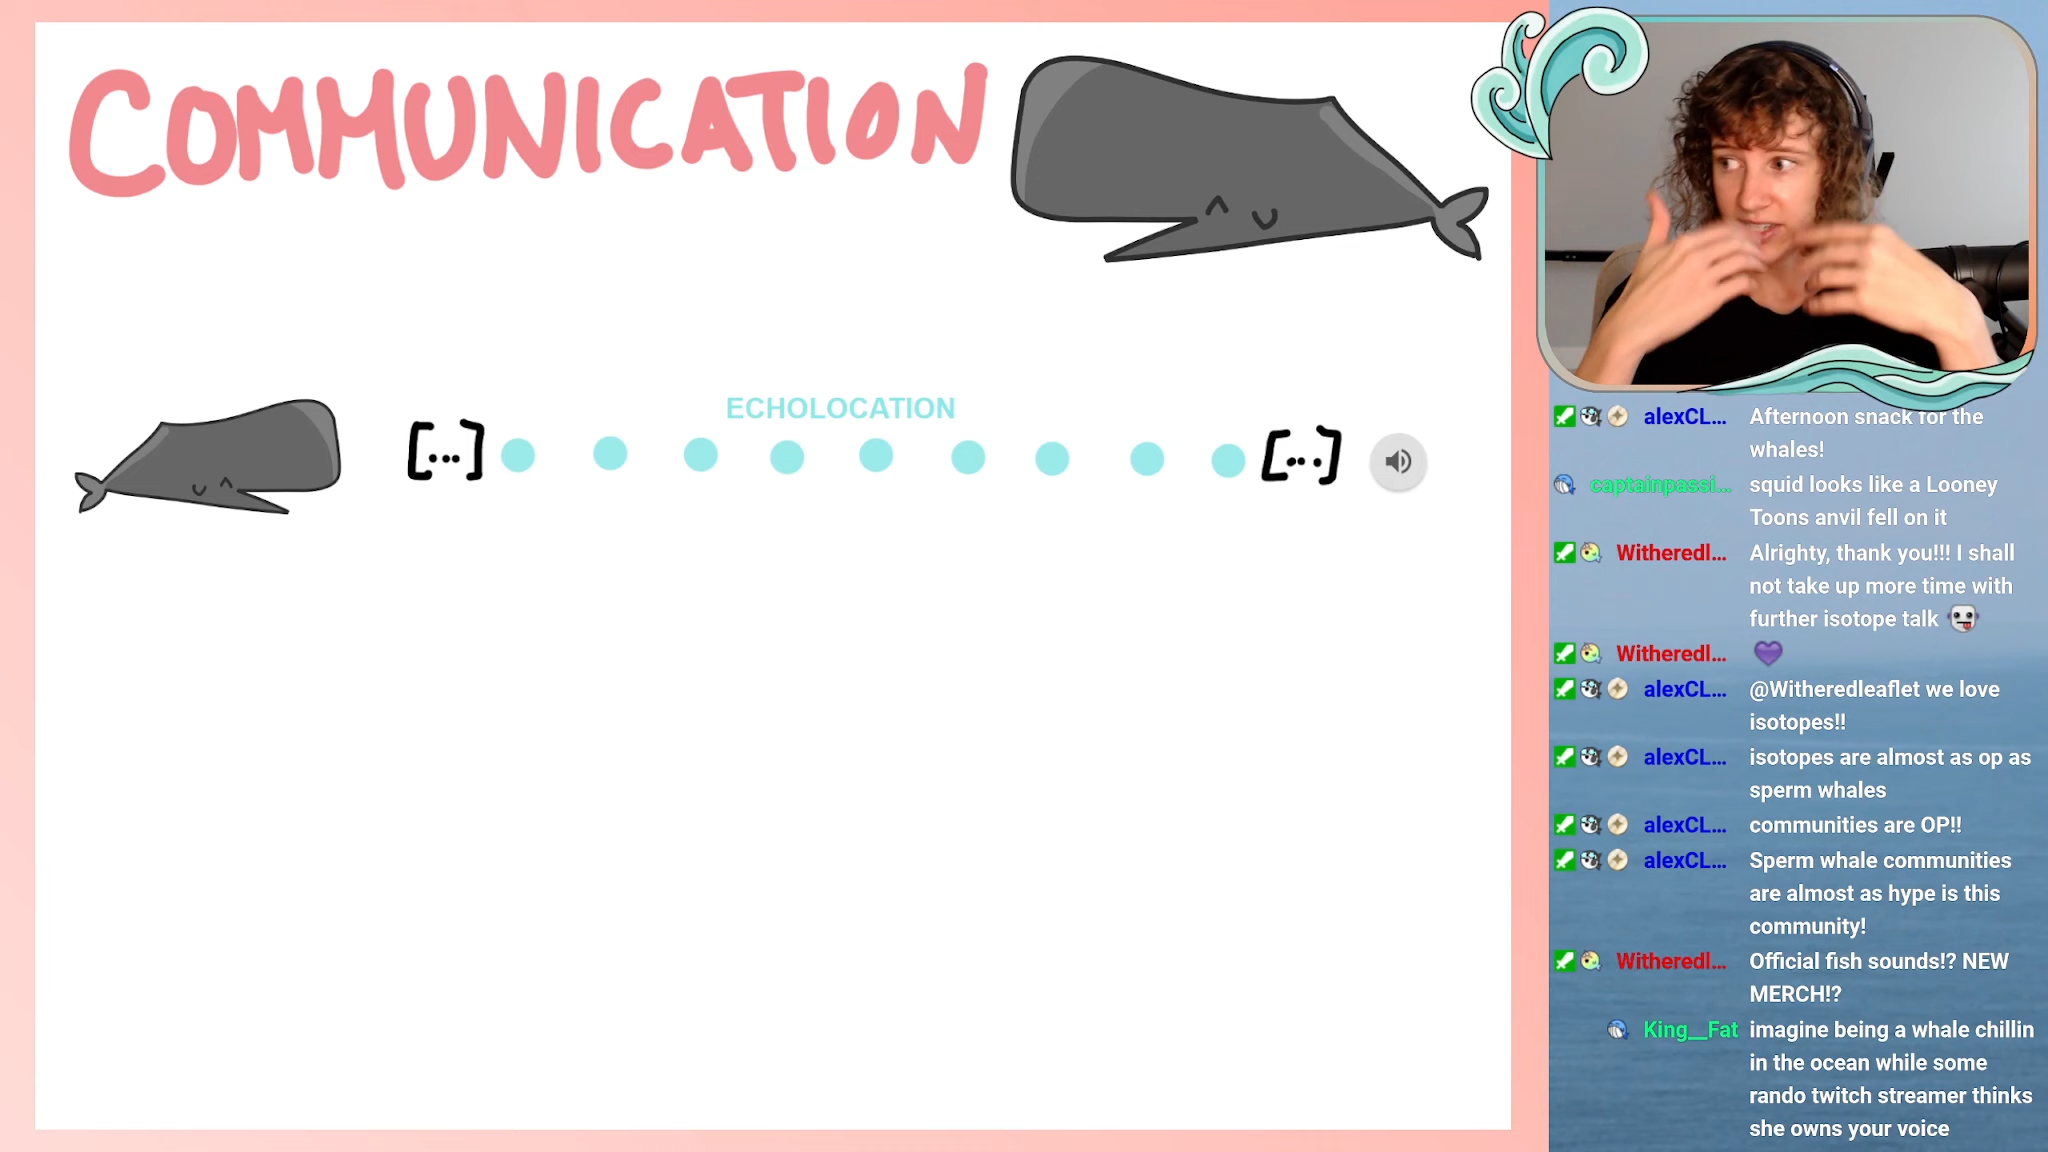 COMMUNICATION
ECHOLOCATION
[...]
[...]
alexCL... Afternoon snack for the
whales!
captainpassi... squid looks like a Looney
Toons anvil fell on it
Witheredl... Alrighty, thank you!!! I shall
not take up more time with
further isotope talk
Witheredl...
alexCL... @Witheredleaflet we love
isotopes!!
alexCL... isotopes are almost as op as
sperm whales
alexCL... communities are OP!!
alexCL... Sperm whale communities
are almost as hype is this
community!
Witheredl... Official fish sounds!? NEW
MERCH!?
King__Fat imagine being a whale chillin
in the ocean while some
rando twitch streamer thinks
she owns your voice